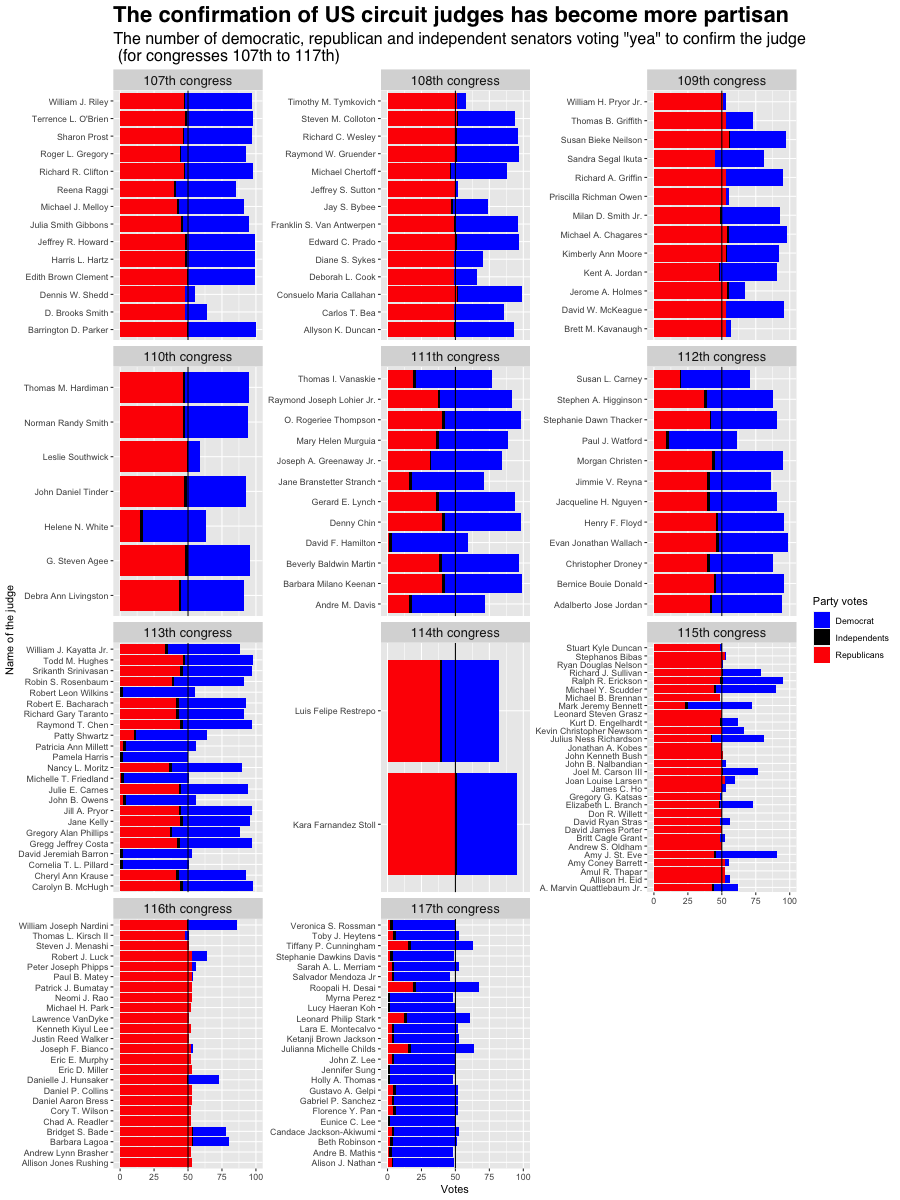 The confirmation of US circuit judges has become more partisan
The number of democratic, republican and independent senators voting "yea" to confirm the judge
(for congresses 107th to 117th)
107th congress
William J. Riley
Terrence L. O'Brien
Sharon Prost
Roger L. Gregory
Richard R. Clifton
Reena Raggi
Michael J. Melloy
Julia Smith Gibbons
Jeffrey R. Howard
Harris L. Hartz
Edith Brown Clement
Dennis W. Shedd
D. Brooks Smith
Barrington D. Parker
108th congress
Timothy M. Tymkovich
Steven M. Colloton
Richard C. Wesley
Raymond W. Gruender
Michael Chertoff
Jeffrey S. Sutton
Jay S. Bybee
Franklin S. Van Antwerpen
Edward C. Prado
Diane S. Sykes
Deborah L. Cook
Consuelo Maria Callahan
Carlos T. Bea
Allyson K. Duncan
109th congress
William H. Pryor Jr.
Thomas B. Griffith
Susan Bieke Neilson
Sandra Segal Ikuta
Richard A. Griffin
Priscilla Richman Owen
Milan D. Smith Jr.
Michael A. Chagares
Kimberly Ann Moore
Kent A. Jordan
Jerome A. Holmes
David W. McKeague
Brett M. Kavanaugh
110th congress
Thomas M. Hardiman
Norman Randy Smith
Leslie Southwick
John Daniel Tinder
Helene N. White
G. Steven Agee
Debra Ann Livingston
111th congress
Thomas I. Vanaskie
Raymond Joseph Lohier Jr.
O. Rogeriee Thompson
Mary Helen Murguia
Joseph A. Greenaway Jr.
Jane Branstetter Stranch
Gerard E. Lynch
Denny Chin
David F. Hamilton
Beverly Baldwin Martin
Barbara Milano Keenan
Andre M. Davis
112th congress
Susan L. Carney
Stephen A. Higginson
Stephanie Dawn Thacker
Paul J. Watford
Morgan Christen
Jimmie V. Reyna
Jacqueline H. Nguyen
Henry F. Floyd
Evan Jonathan Wallach
Christopher Droney
Bernice Bouie Donald
Adalberto Jose Jordan
Name of the judge
Party votes
Democrat
Independents
Republicans
113th congress
William J. Kayatta Jr.
Todd M. Hughes
Srikanth Srinivasan
Robin S. Rosenbaum
Robert Leon Wilkins
Robert E. Bacharach
Richard Gary Taranto
Raymond T. Chen
Patty Shwartz
Patricia Ann Millett
Pamela Harris
Nancy L. Moritz
Michelle T. Friedland
Julie E. Carnes
John B. Owens
Jill A. Pryor
Jane Kelly
Gregory Alan Phillips
Gregg Jeffrey Costa
David Jeremiah Barron
Cornelia T. L. Pillard
Cheryl Ann Krause
Carolyn B. McHugh
114th congress
Luis Felipe Restrepo
Kara Farnandez Stoll
115th congress
Stuart Kyle Duncan
Stephanos Bibas
Ryan Douglas Nelson
Richard J. Sullivan
Ralph R. Erickson
Michael Y. Scudder
Michael B. Brennan
Mark Jeremy Bennett
Leonard Steven Grasz
Kurt D. Engelhardt
Kevin Christopher Newsom
Julius Ness Richardson
Jonathan A. Kobes
John Kenneth Bush
John B. Nalbandian
Joel M. Carson III
Joan Louise Larsen
James C. Ho
Gregory G. Katsas
Elizabeth L. Branch
Don R. Willett
David Ryan Stras
David James Porter
Britt Cagle Grant
Andrew S. Oldham
Amy J. St. Eve
Amy Coney Barrett
Amul R. Thapar
Allison H. Eid
A. Marvin Quattlebaum Jr.
0 25 50 75 100
116th congress
William Joseph Nardini
Thomas L. Kirsch II
Steven J. Menashi
Robert J. Luck
Peter Joseph Phipps
Paul B. Matey
Patrick J. Bumatay
Neomi J. Rao
Michael H. Park
Lawrence VanDyke
Kenneth Kiyul Lee
Justin Reed Walker
Joseph F. Bianco
Eric E. Murphy
Eric D. Miller
Danielle J. Hunsaker
Daniel P. Collins
Daniel Aaron Bress
Cory T. Wilson
Chad A. Readler
Bridget S. Bade
Barbara Lagoa
Andrew Lynn Brasher
Allison Jones Rushing
0 25 50 75 100
117th congress
Veronica S. Rossman
Toby J. Heytens
Tiffany P. Cunningham
Stephanie Dawkins Davis
Sarah A. L. Merriam
Salvador Mendoza Jr
Roopali H. Desai
Myrna Perez
Lucy Haeran Koh
Leonard Philip Stark
Lara E. Montecalvo
Ketanji Brown Jackson
Julianna Michelle Childs
John Z. Lee
Jennifer Sung
Holly A. Thomas
Gustavo A. Gelpi
Gabriel P. Sanchez
Florence Y. Pan
Eunice C. Lee
Candace Jackson-Akiwumi
Beth Robinson
Andre B. Mathis
Alison J. Nathan
0 25 50 75 100
Votes